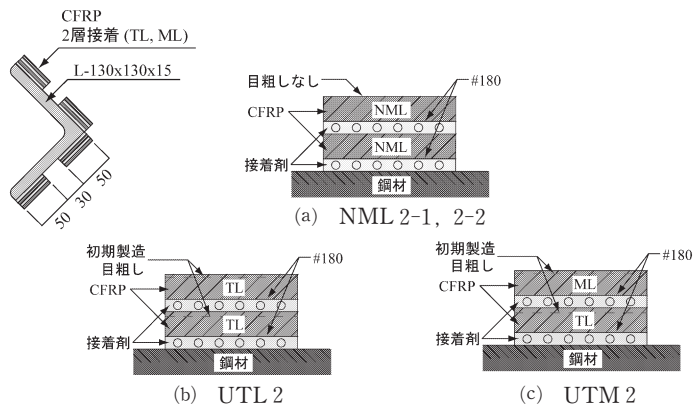 CFRP
2層接着 (TL, ML)
L-130x130x15
50
30
50
目粗しなし
#180
CFRP
NML
NML
接着剤
鋼材
(a) NML 2-1, 2-2
初期製造
目粗し
#180
CFRP
TL
TL
接着剤
鋼材
(b) UTL 2
初期製造
目粗し
#180
CFRP
ML
TL
接着剤
鋼材
(c) UTM 2